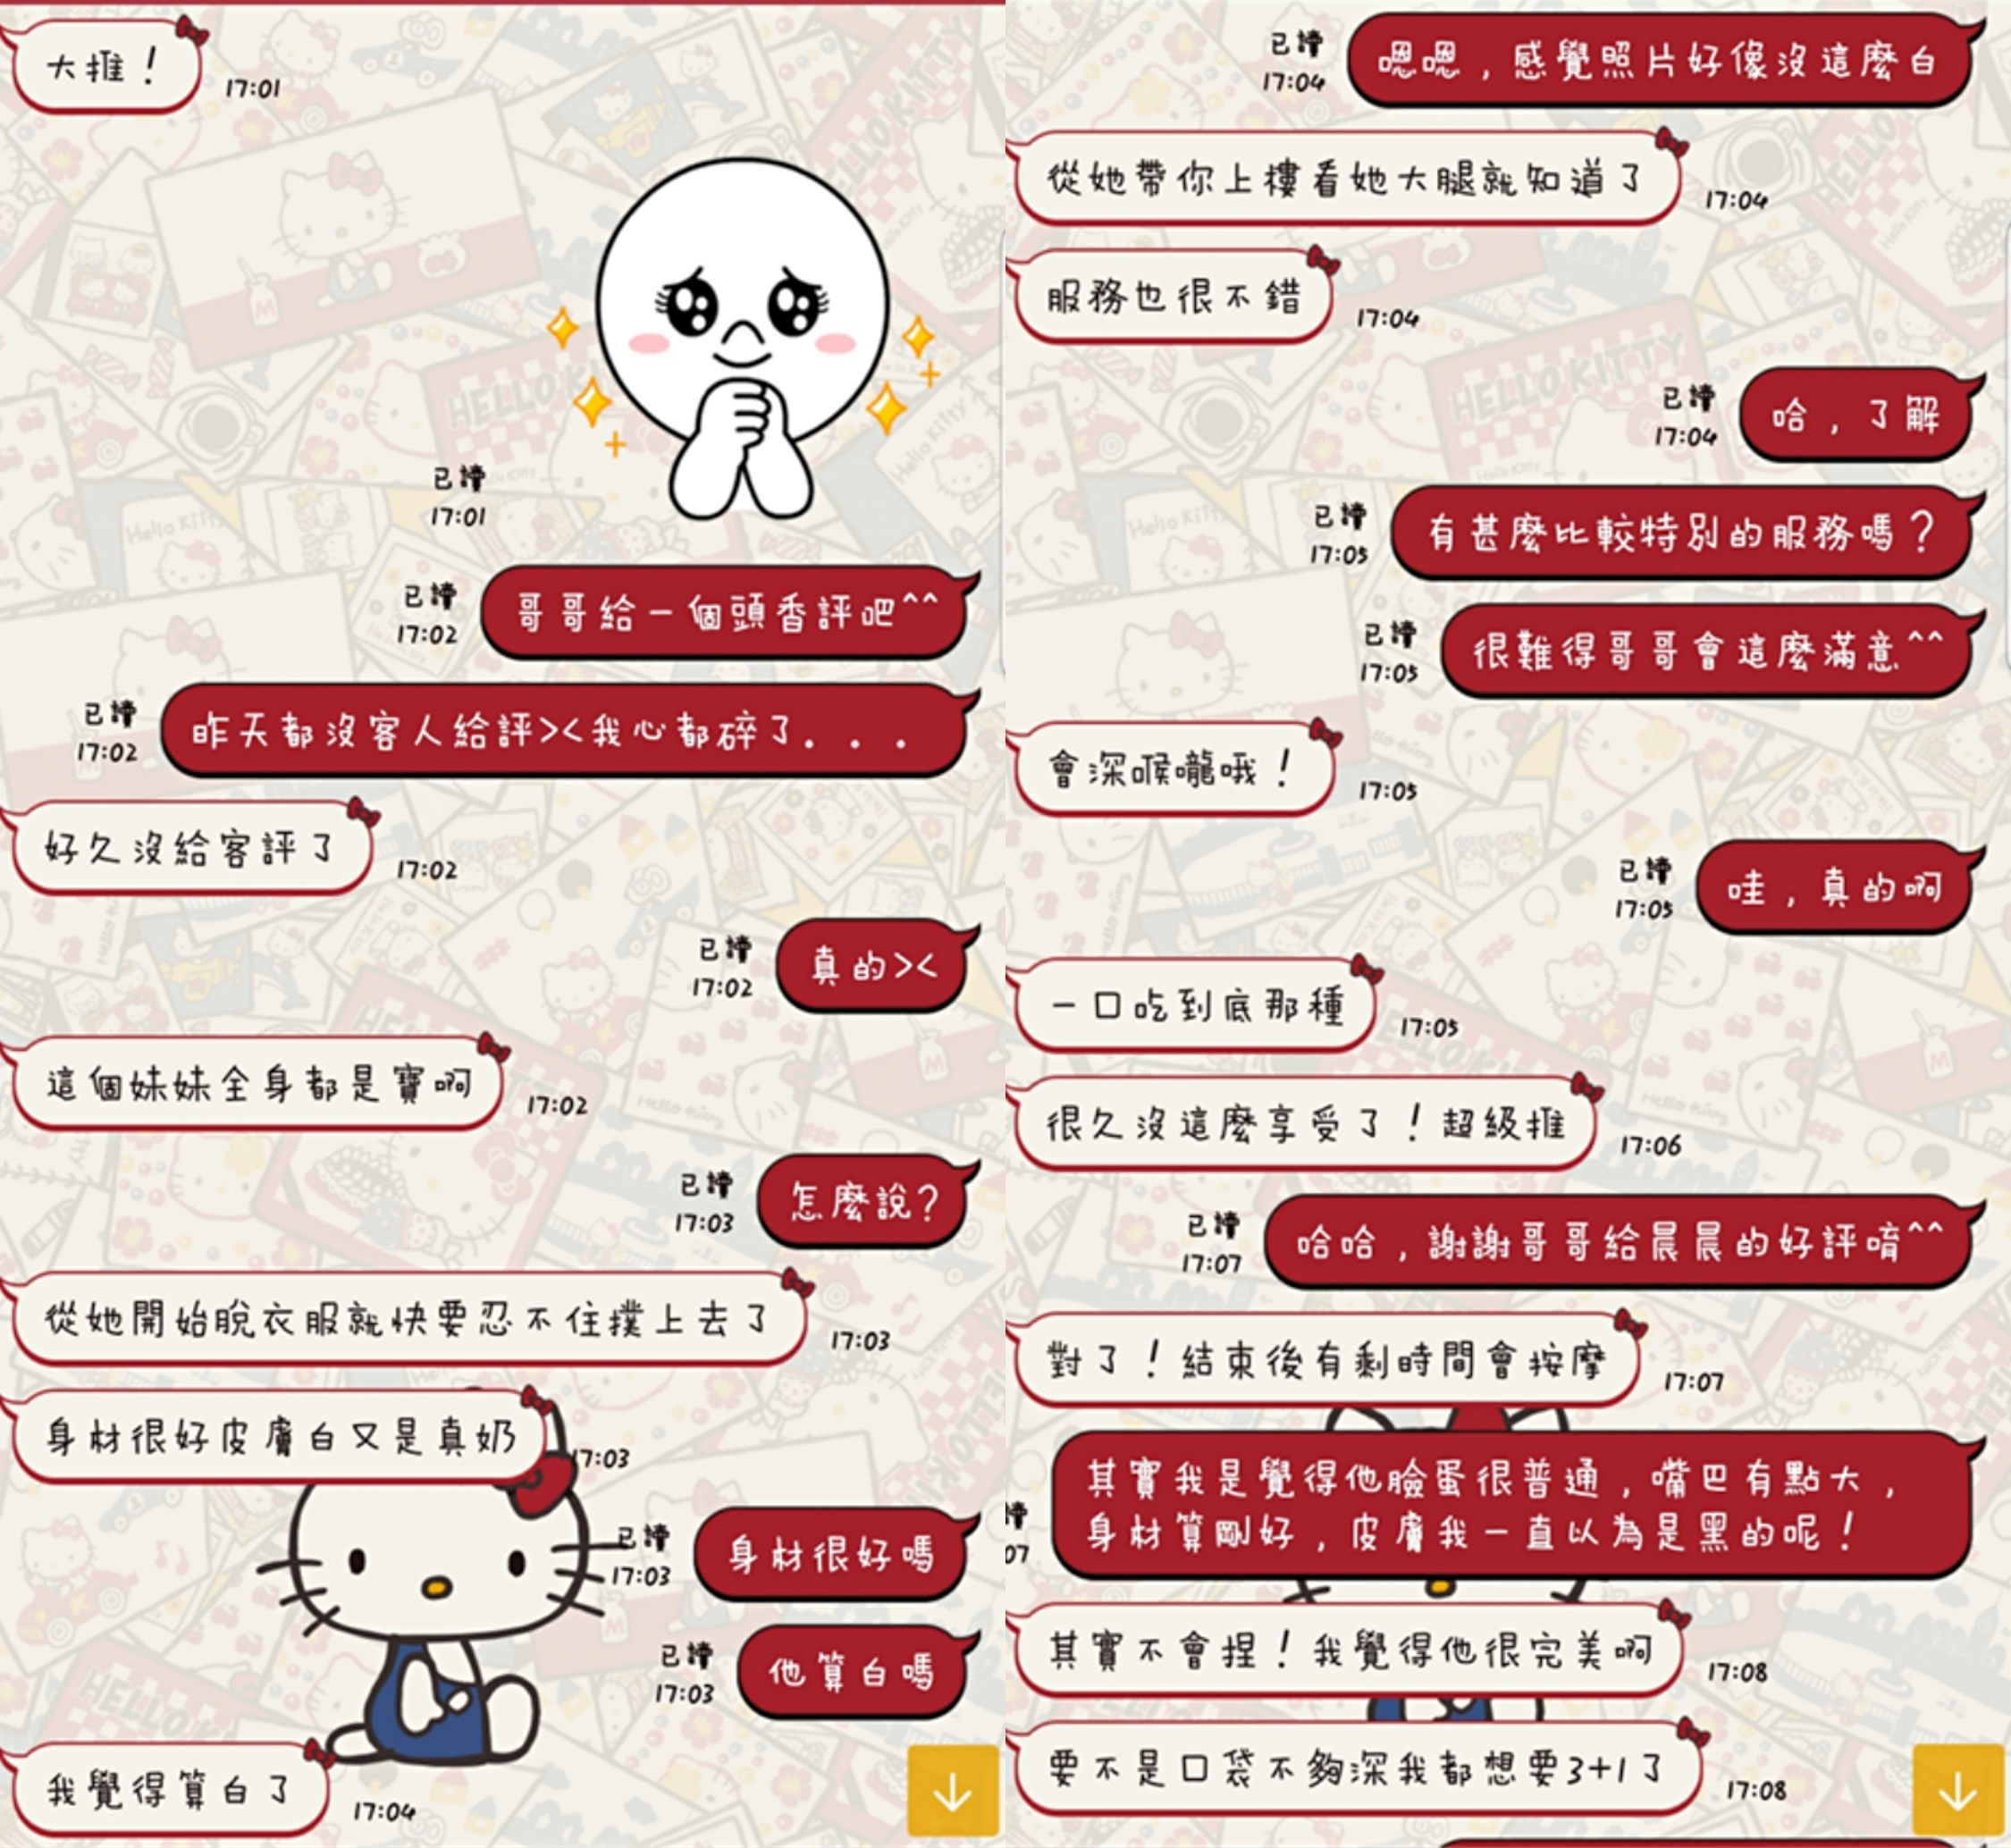 大推！
17:01
已讀
17:01
哥哥給一個頭香評吧^^
已讀
17:02
昨天都沒客人給評><我心都碎了...
已讀
17:02
好久沒給客評了
17:02
真的><
已讀
17:02
這個妹妹全身都是寶啊
17:02
怎麼說?
已讀
17:03
從她開始脫衣服就快要忍不住撲上去了
17:03
身材很好皮膚白又是真奶
17:03
身材很好嗎
已讀
17:03
他算白嗎
已讀
17:03
我覺得算白了
17:04
嗯嗯，感覺照片好像沒這麼白
已讀
17:04
從她帶你上樓看她大腿就知道了
17:04
服務也很不錯
17:04
哈，了解
已讀
17:04
有甚麼比較特別的服務嗎？
已讀
17:05
很難得哥哥會這麼滿意^^
已讀
17:05
會深喉嚨哦！
17:05
哇，真的啊
已讀
17:05
一口吃到底那種
17:05
很久沒這麼享受了！超級推
17:06
哈哈，謝謝哥哥給晨晨的好評唷^^
已讀
17:07
對了！結束後有剩時間會按摩
17:07
其實我是覺得他臉蛋很普通，嘴巴有點大，
身材算剛好，皮膚我一直以為是黑的呢！
讀
07
其實不會捏！我覺得他很完美啊
17:08
要不是口袋不夠深我都想要3+1了
17:08